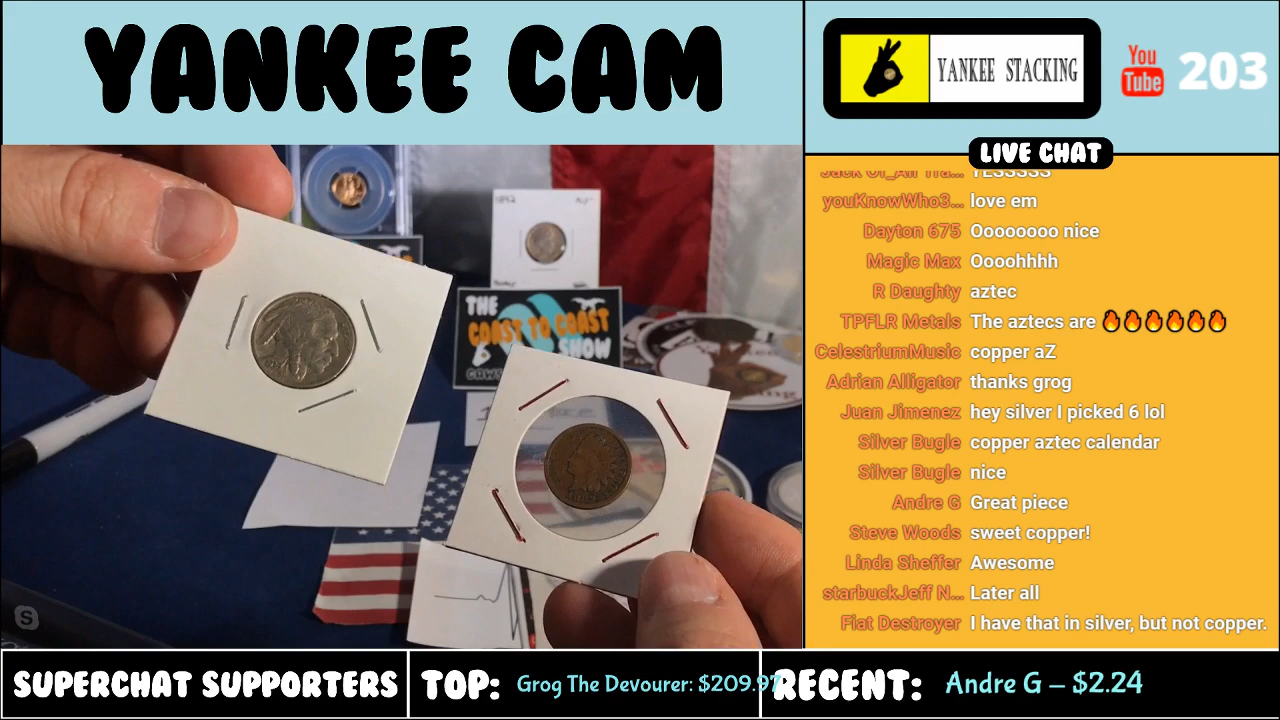 YANKEE CAM
YANKEE STACKING
You
Tube
203
LIVE CHAT
youKnowWho3... love em
Dayton 675 Oooooooo nice
Magic Max Oooohhhh
R Daughty aztec
TPFLR Metals The aztecs are 🔥🔥🔥🔥🔥🔥
CelestriumMusic copper aZ
Adrian Alligator thanks grog
Juan Jimenez hey silver I picked 6 lol
Silver Bugle copper aztec calendar
Silver Bugle nice
Andre G Great piece
Steve Woods sweet copper!
Linda Sheffer Awesome
starbuckJeff N... Later all
Fiat Destroyer I have that in silver, but not copper.
1892
THE
COAST TO COAST
SHOW
S
SUPERCHAT SUPPORTERS
TOP: Grog The Devourer: $209.97
RECENT: Andre G – $2.24